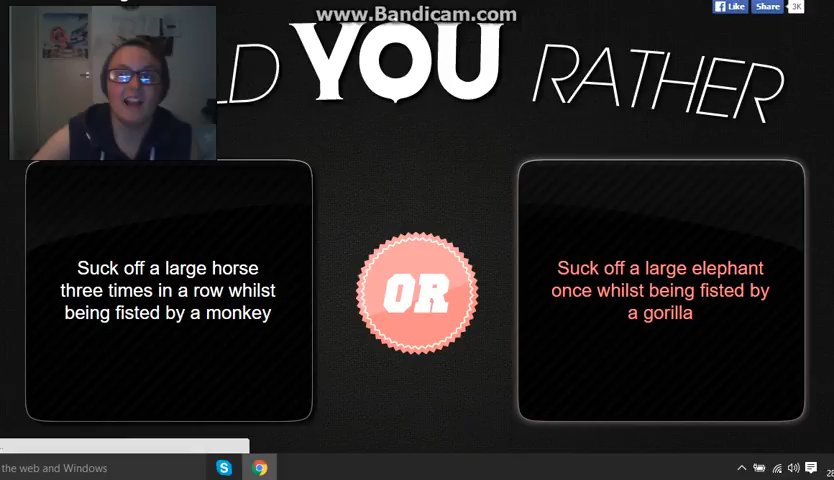 www.Bandicam.com
Like Share 3K
LD YOU RATHER
Suck off a large horse
three times in a row whilst
being fisted by a monkey
OR
Suck off a large elephant
once whilst being fisted by
a gorilla
the web and Windows
28